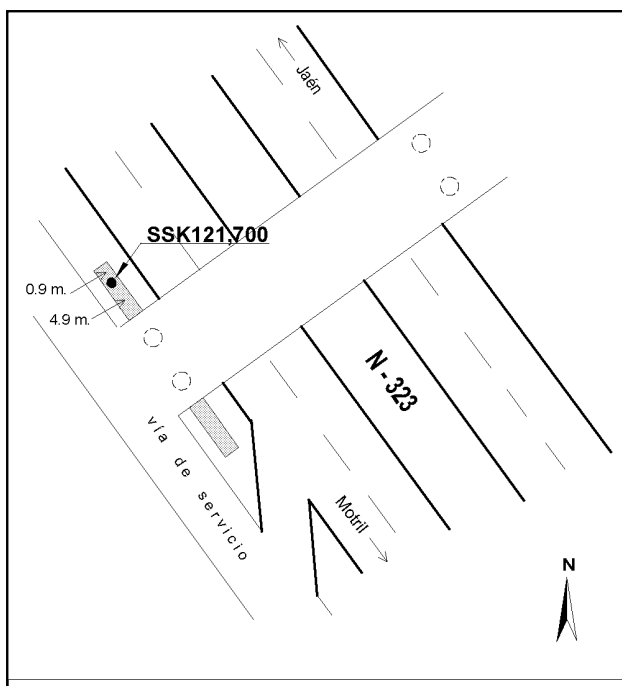 Jaén
SSK121,700
0.9 m.
4.9 m.
N - 323
vía de servicio
Motril
N